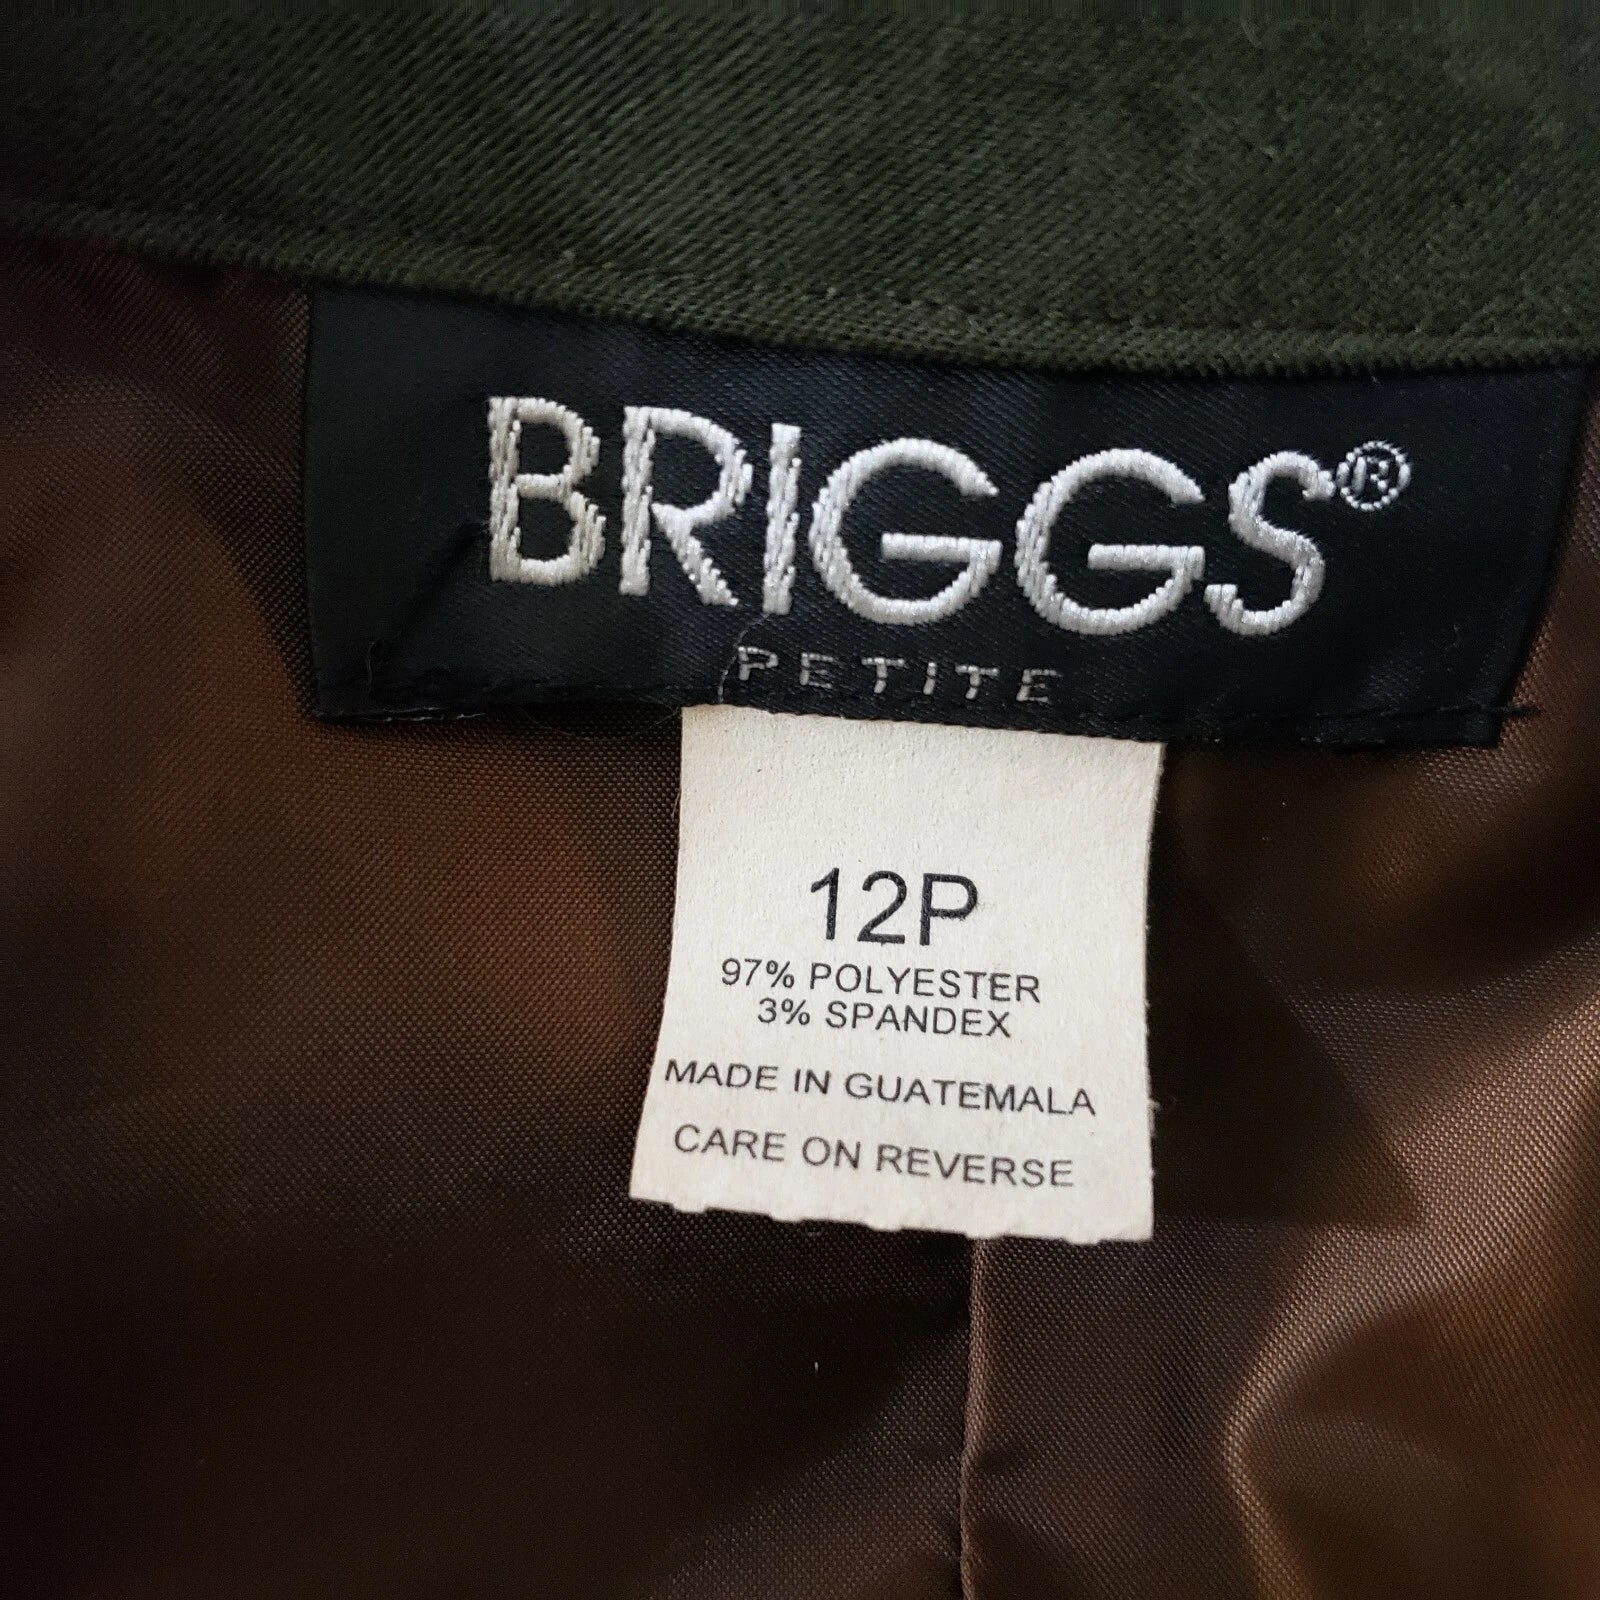 BRIGGS®
PETITE
12P
97% POLYESTER
3% SPANDEX
MADE IN GUATEMALA
CARE ON REVERSE